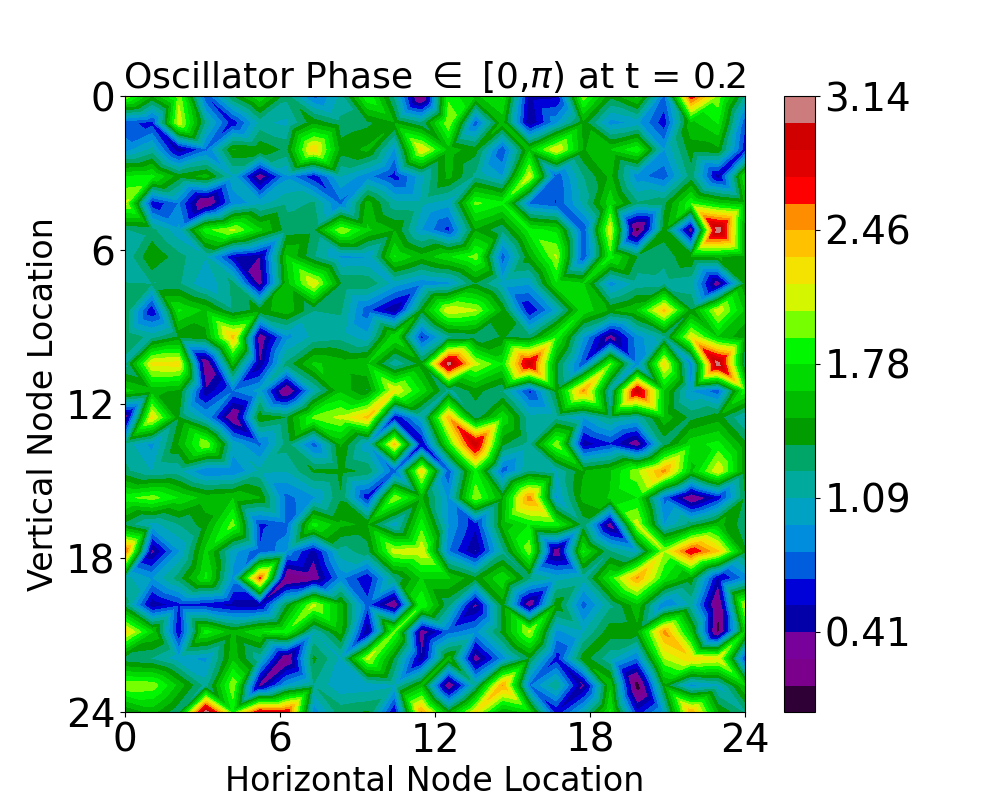 Oscillator Phase ∈ [0,π) at t = 0.2
0
6
12
18
24
Vertical Node Location
0 6 12 18 24
Horizontal Node Location
3.14
2.46
1.78
1.09
0.41